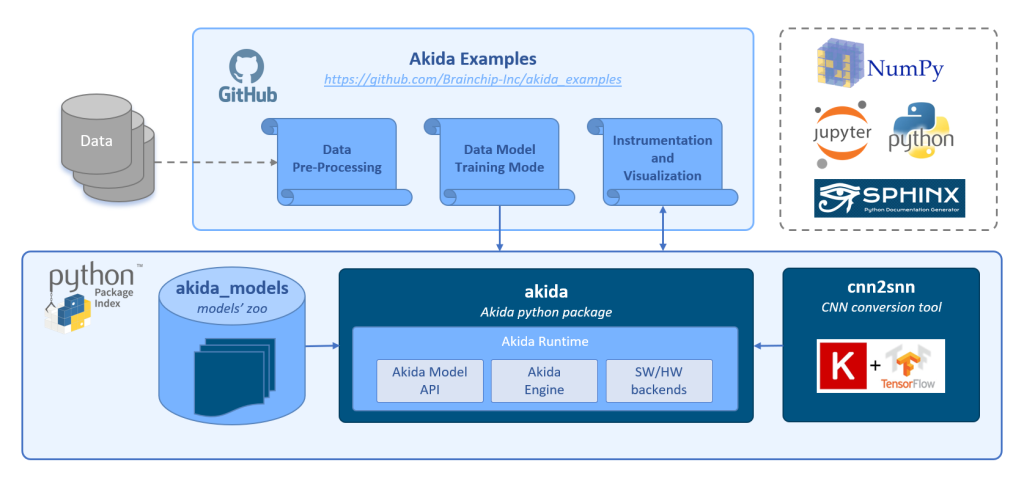 Akida Examples
https://github.com/Brainchip-Inc/akida_examples
GitHub
Data
Data
Pre-Processing
Data Model
Training Mode
Instrumentation
and
Visualization
NumPy
jupyter
python
SPHINX
Python Documentation Generator
python™
Package
Index
akida_models
models' zoo
akida
Akida python package
Akida Runtime
Akida Model
API
Akida
Engine
SW/HW
backends
cnn2snn
CNN conversion tool
K + TensorFlow